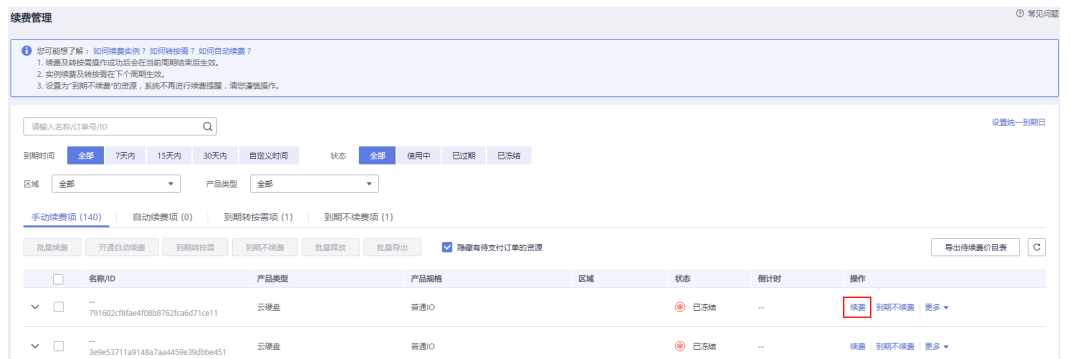 续费管理
常见问题
您可能想了解：如何续费实例？如何转按需？如何自动续费？
1. 续费及转按需操作成功后会在当前周期结束后生效。
2. 实例续费及转按需在下个周期生效。
3. 设置为“到期不续费”的资源，系统不再进行续费提醒，请您谨慎操作。
请输入名称/订单号/ID
设置统一到期日
到期时间 全部 7天内 15天内 30天内 自定义时间 状态 全部 使用中 已过期 已冻结
区域 全部 产品类型 全部
手动续费项 (140) 自动续费项 (0) 到期转按需项 (1) 到期不续费项 (1)
批量续费 开通自动续费 到期转按需 到期不续费 批量释放 批量导出 隐藏有待支付订单的资源 导出待续费价目表
名称/ID 产品类型 产品规格 区域 状态 倒计时 操作
-- 云硬盘 普通IO 已冻结 -- 续费 到期不续费 更多
791602cf8fae4f08b8762fca6d71ce11
-- 云硬盘 普通IO 已冻结 -- 续费 到期不续费 更多
3e9e53711a9148a7aa4459e39dbbe451